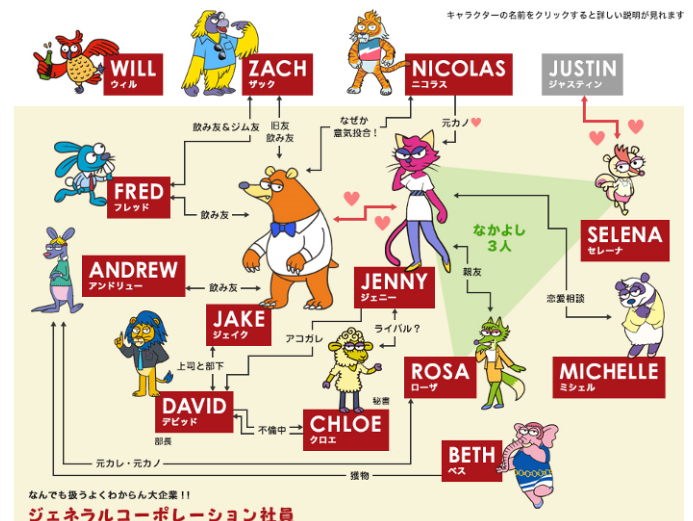 キャラクターの名前をクリックすると詳しい説明が見れます
WILL
ウィル
ZACH
ザック
NICOLAS
ニコラス
JUSTIN
ジャスティン
飲み友&ジム友
旧友
飲み友
なぜか
意気投合!
元カノ
FRED
フレッド
飲み友
なかよし
3人
SELENA
セレーナ
ANDREW
アンドリュー
飲み友
JENNY
ジェニー
親友
恋愛相談
JAKE
ジェイク
アコガレ
ライバル?
上司と部下
ROSA
ローザ
MICHELLE
ミシェル
DAVID
デビッド
部長
不倫中
秘書
CHLOE
クロエ
BETH
ベス
元カレ・元カノ
獲物
なんでも扱うよくわからん大企業!!
ジェネラルコーポレーション社員